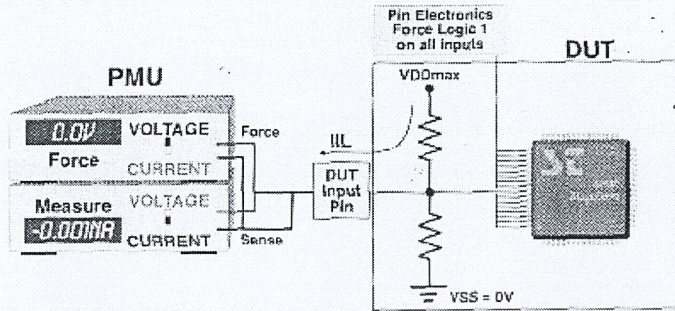 Pin Electronics
Force Logic 1
on all inputs
DUT
PMU
VDDmax
0.0V
VOLTAGE
Force
Force
CURRENT
IIL
DUT
Input
Pin
Measure
VOLTAGE
-0.001NA
CURRENT
Sense
VSS = 0V